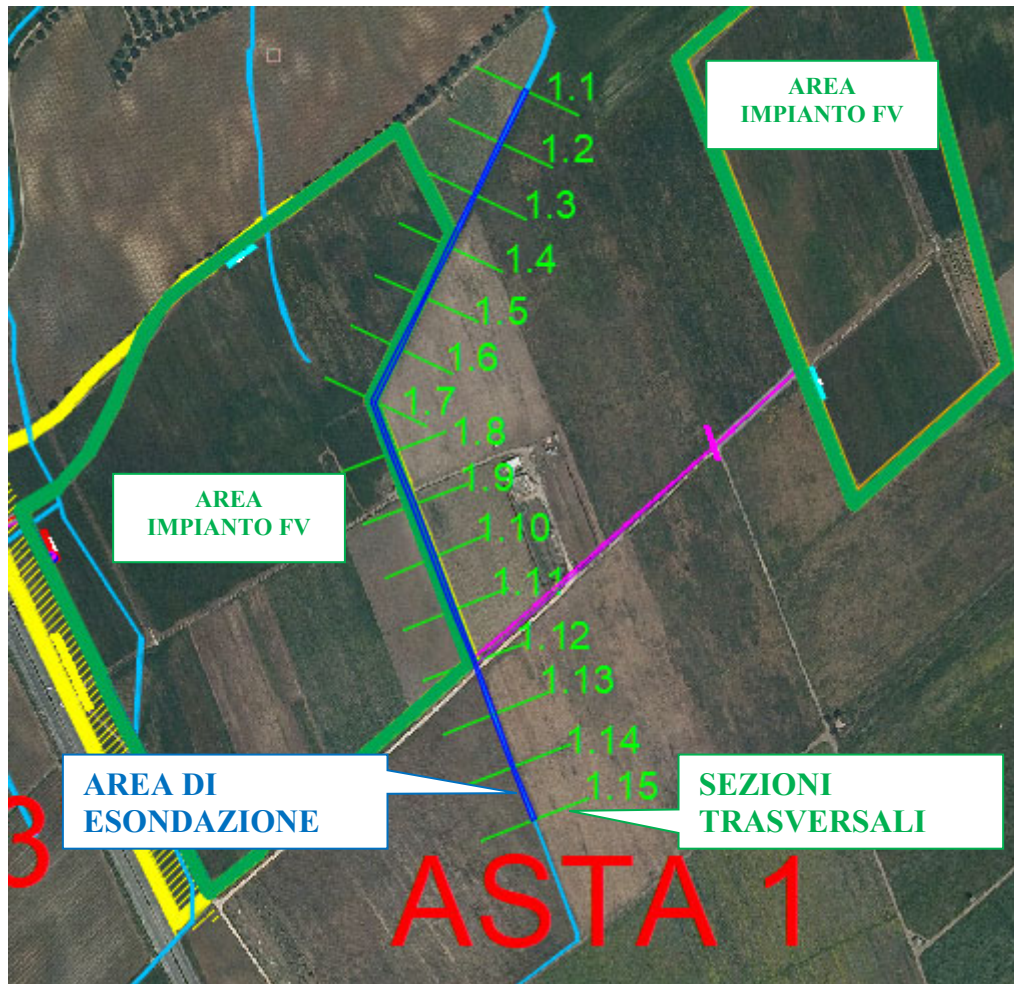 AREA
IMPIANTO FV
1.1
1.2
1.3
1.4
1.5
1.6
1.7
1.8
AREA
IMPIANTO FV
1.9
1.10
1.11
1.12
1.13
1.14
1.15
AREA DI
ESONDAZIONE
SEZIONI
TRASVERSALI
3
ASTA 1